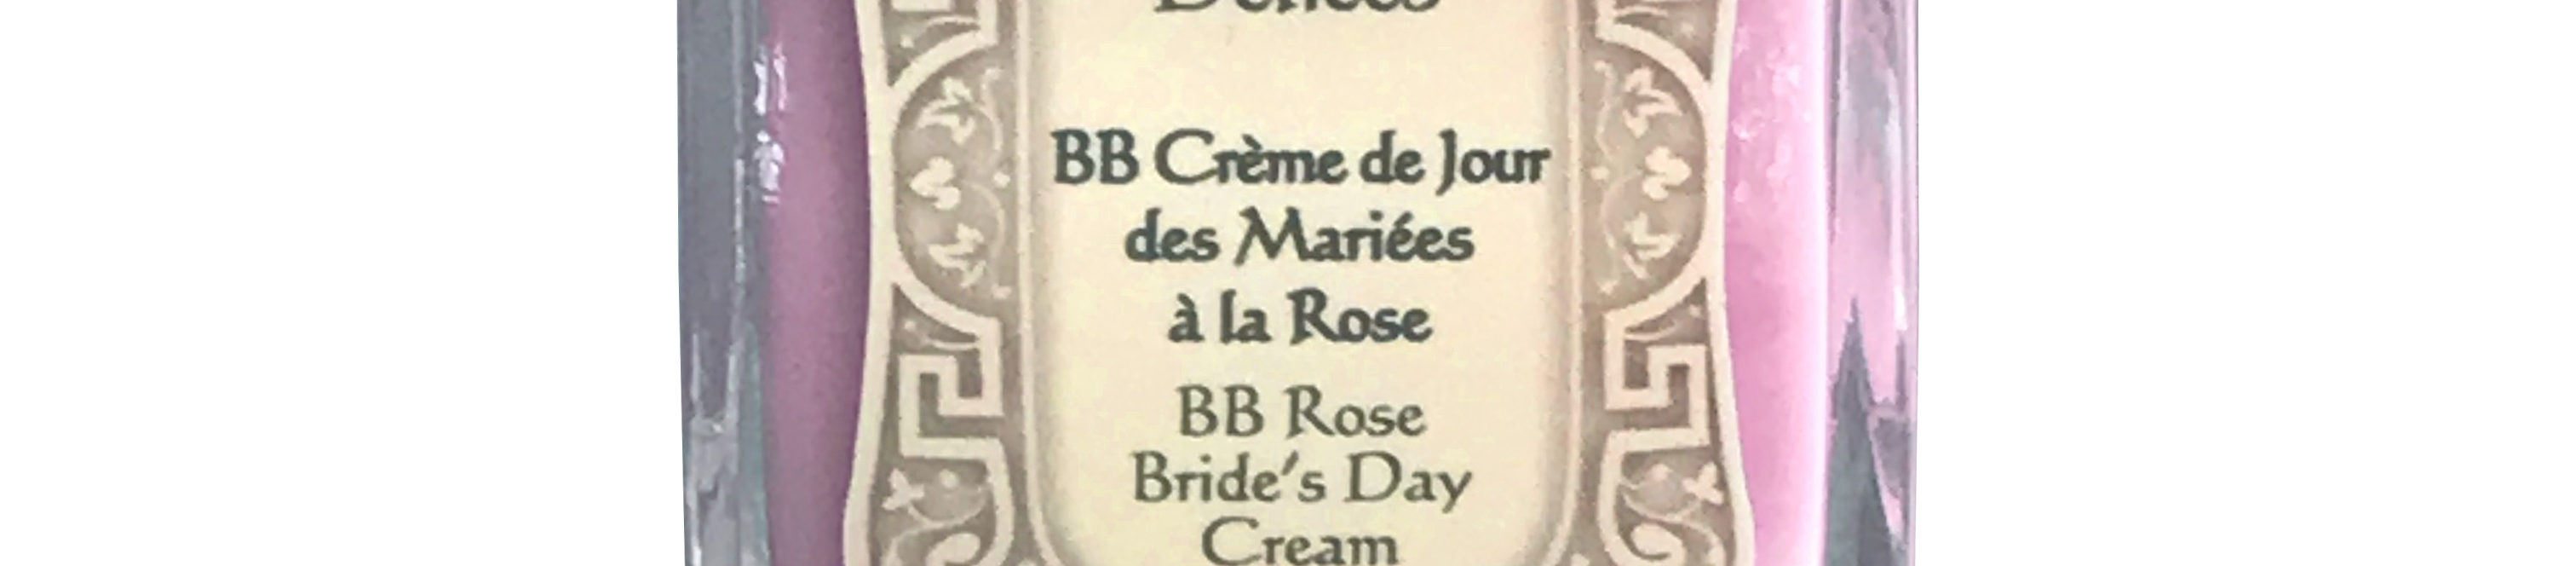 BB Crème de Jour
des Mariées
à la Rose
BB Rose
Bride's Day
Cream